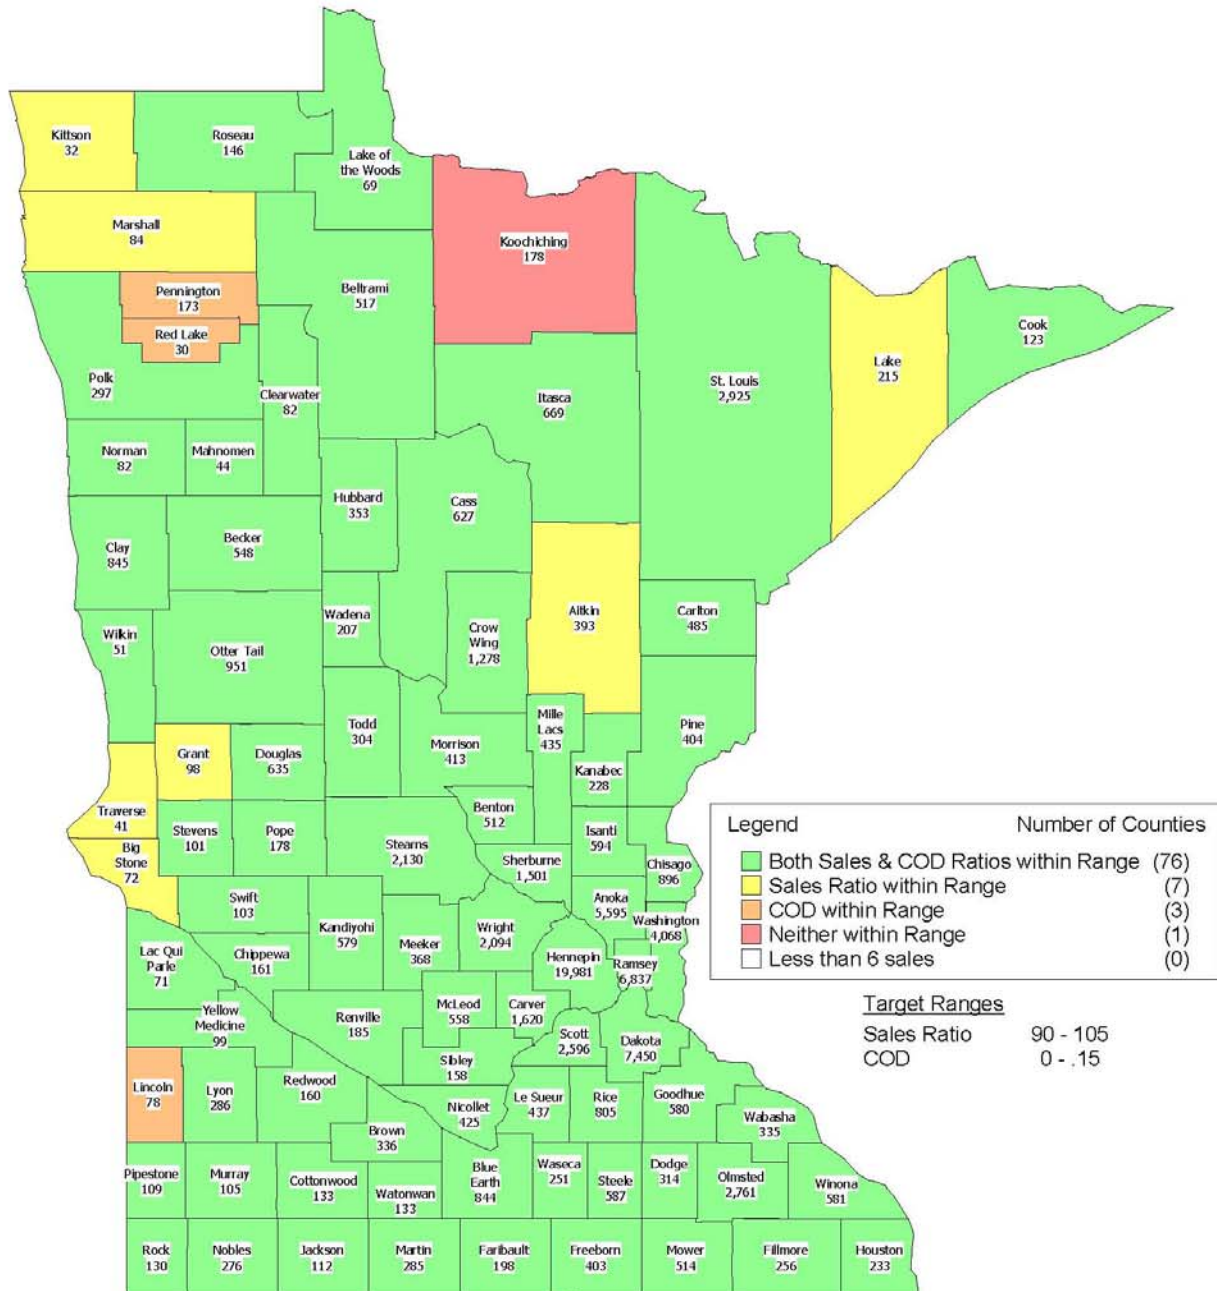 Kittson
32
Roseau
146
Lake of
the Woods
69
Marshall
84
Koochiching
178
Pennington
173
Red Lake
30
Beltrami
517
Polk
297
Clearwater
82
Itasca
669
St. Louis
2,925
Lake
215
Cook
123
Norman
82
Mahnomen
44
Hubbard
353
Cass
627
Clay
845
Becker
548
Wadena
207
Crow
Wing
1,278
Aitkin
393
Carlton
485
Wilkin
51
Otter Tail
951
Todd
304
Morrison
413
Mille
Lacs
435
Pine
404
Kanabec
228
Grant
98
Douglas
635
Traverse
41
Stevens
101
Pope
178
Stearns
2,130
Benton
512
Isanti
594
Sherburne
1,501
Chisago
896
Big
Stone
72
Swift
103
Kandiyohi
579
Meeker
368
Wright
2,094
Anoka
5,595
Washington
4,068
Hennepin
19,981
Ramsey
6,837
Lac Qui
Parle
71
Chippewa
161
Yellow
Medicine
99
Renville
185
McLeod
558
Carver
1,620
Scott
2,596
Dakota
7,450
Sibley
158
Lincoln
78
Lyon
286
Redwood
160
Nicollet
425
Le Sueur
437
Rice
805
Goodhue
580
Wabasha
335
Brown
336
Pipestone
109
Murray
105
Cottonwood
133
Watonwan
133
Blue
Earth
844
Waseca
251
Steele
587
Dodge
314
Olmsted
2,761
Winona
581
Rock
130
Nobles
276
Jackson
112
Martin
285
Faribault
198
Freeborn
403
Mower
514
Fillmore
256
Houston
233
Legend Number of Counties
Both Sales & COD Ratios within Range (76)
Sales Ratio within Range (7)
COD within Range (3)
Neither within Range (1)
Less than 6 sales (0)
Target Ranges
Sales Ratio 90 - 105
COD 0 - .15